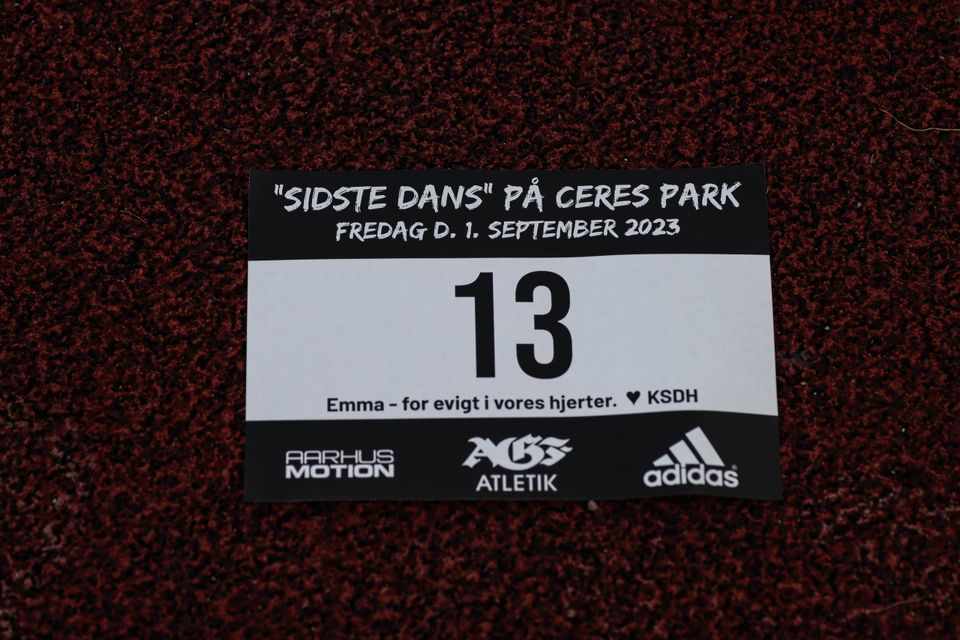 "SIDSTE DANS" PÅ CERES PARK
FREDAG D. 1. SEPTEMBER 2023
13
Emma - for evigt i vores hjerter. ♥ KSDH
AARHUS
MOTION
AGF
ATLETIK
adidas